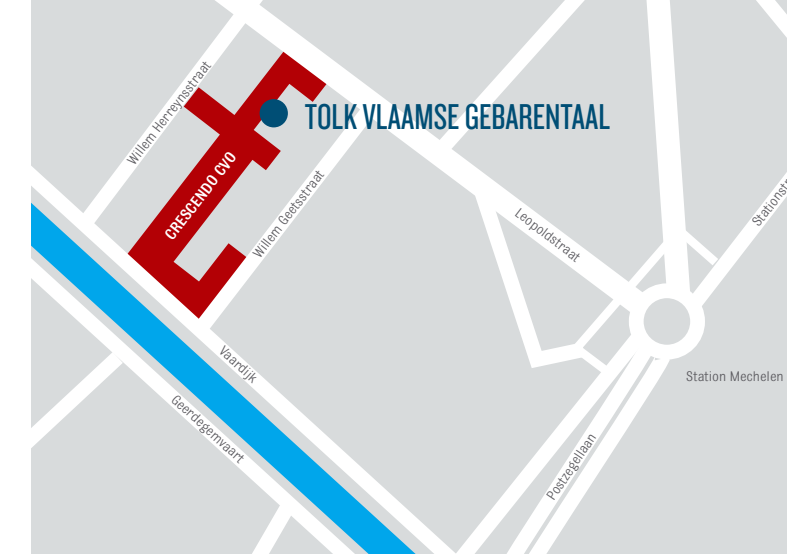 Willem Herreynsstraat
TOLK VLAAMSE GEBARENTAAL
CRESCENDO CVO
Willem Geetsstraat
Leopoldstraat
Vaardijk
Geerdegemvaart
Station Mechelen
Postzegellaan